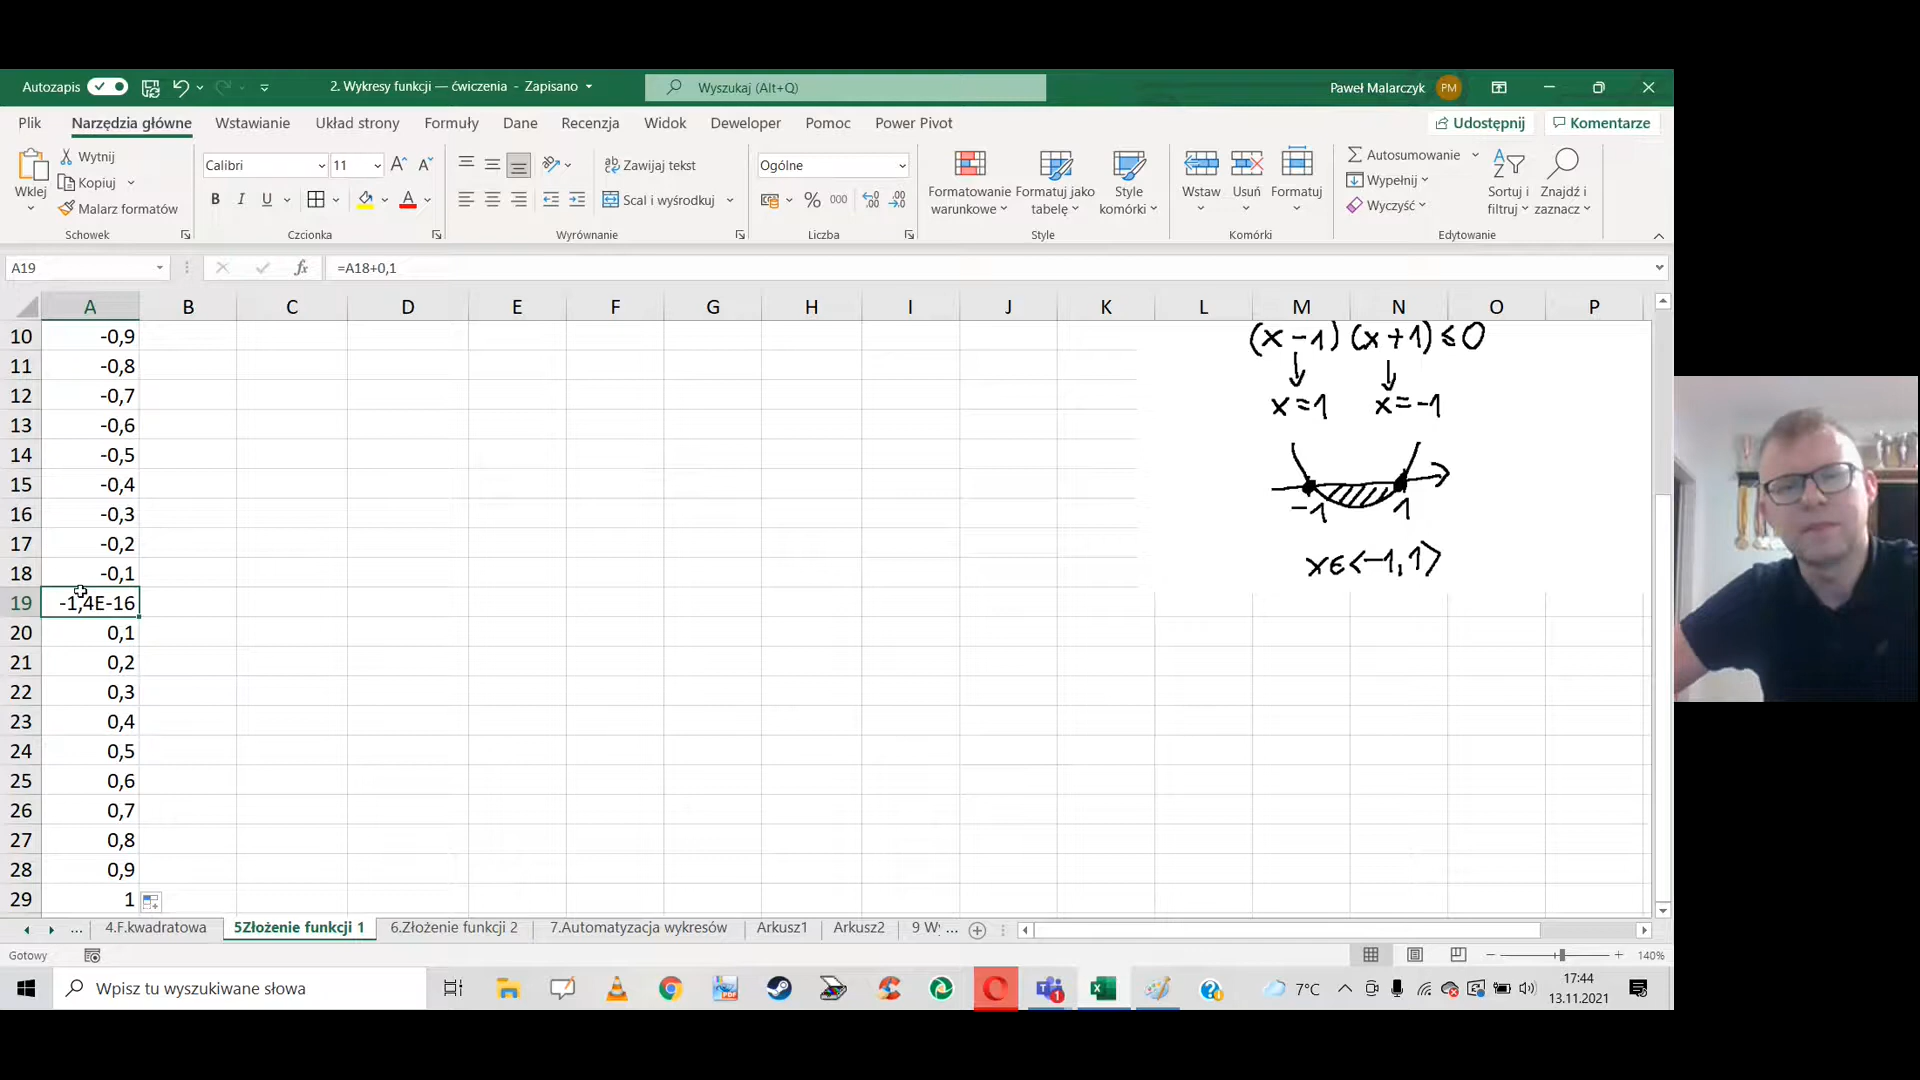 Autozapis 2. Wykresy funkcji — ćwiczenia - Zapisano Wyszukaj (Alt+Q) Paweł Malarczyk PM
Plik Narzędzia główne Wstawianie Układ strony Formuły Dane Recenzja Widok Deweloper Pomoc Power Pivot Udostępnij Komentarze
Wklej Wytnij Kopiuj Malarz formatów
Calibri 11
B I U A
ab Zawijaj tekst
Scal i wyśrodkuj
Ogólne
% 000
Formatowanie warunkowe Formatuj jako tabelę Style komórki
Wstaw Usuń Formatuj
Autosumowanie
Wypełnij
Wyczyść
Sortuj i filtruj Znajdź i zaznacz
Schowek Czcionka Wyrównanie Liczba Style Komórki Edytowanie
A19 fx =A18+0,1
A B C D E F G H I J K L M N O P
10 -0,9
11 -0,8
12 -0,7
13 -0,6
14 -0,5
15 -0,4
16 -0,3
17 -0,2
18 -0,1
19 -1,4E-16
20 0,1
21 0,2
22 0,3
23 0,4
24 0,5
25 0,6
26 0,7
27 0,8
28 0,9
29 1
(x-1)(x+1)≤0
x=1 x=-1
-1 1
x∈<-1,1>
... 4.F.kwadratowa 5Złożenie funkcji 1 6.Złożenie funkcji 2 7.Automatyzacja wykresów Arkusz1 Arkusz2 9 Wy ...
Gotowy 140%
Wpisz tu wyszukiwane słowa 7°C 17:44
13.11.2021